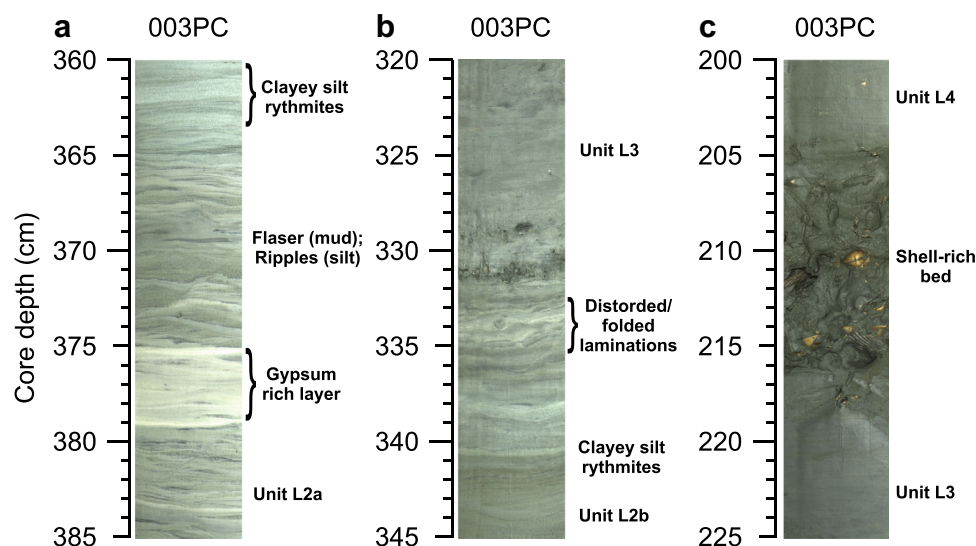 a
003PC
Core depth (cm)
360
365
370
375
380
385
Clayey silt
rythmites
Flaser (mud);
Ripples (silt)
Gypsum
rich layer
Unit L2a
b
003PC
320
325
330
335
340
345
Unit L3
Distorded/
folded
laminations
Clayey silt
rythmites
Unit L2b
c
003PC
200
205
210
215
220
225
Unit L4
Shell-rich
bed
Unit L3